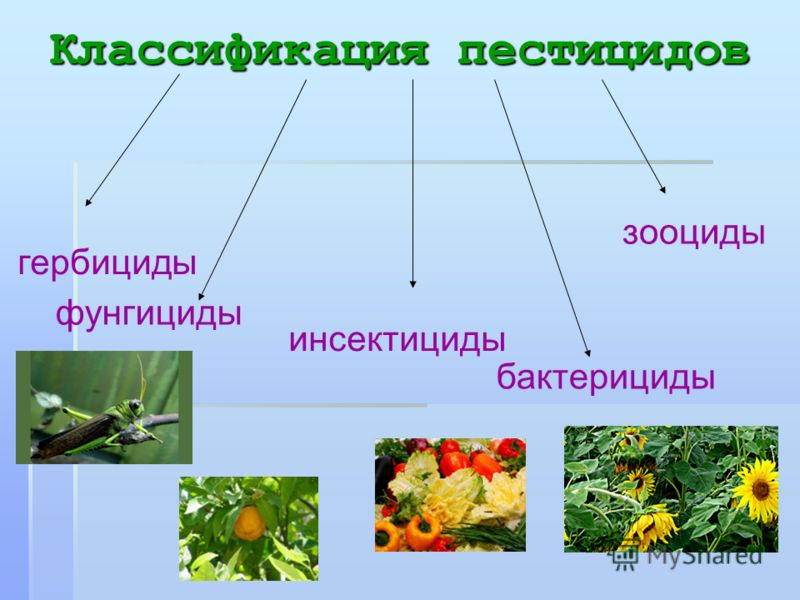 Классификация пестицидов
зооциды
гербициды
фунгициды
инсектициды
бактерициды
MyShared